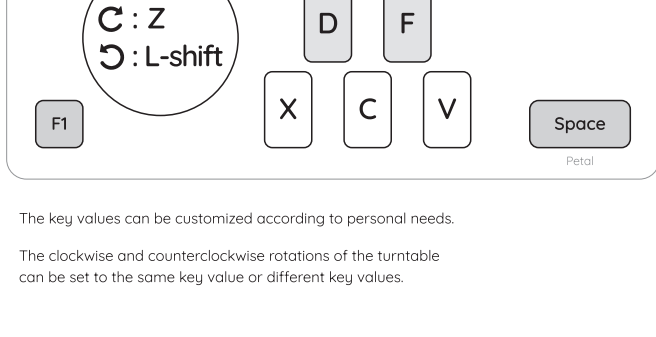 ↻ : Z
↺ : L-shift
D F
X C V
F1
Space
Petal
The key values can be customized according to personal needs.
The clockwise and counterclockwise rotations of the turntable
can be set to the same key value or different key values.